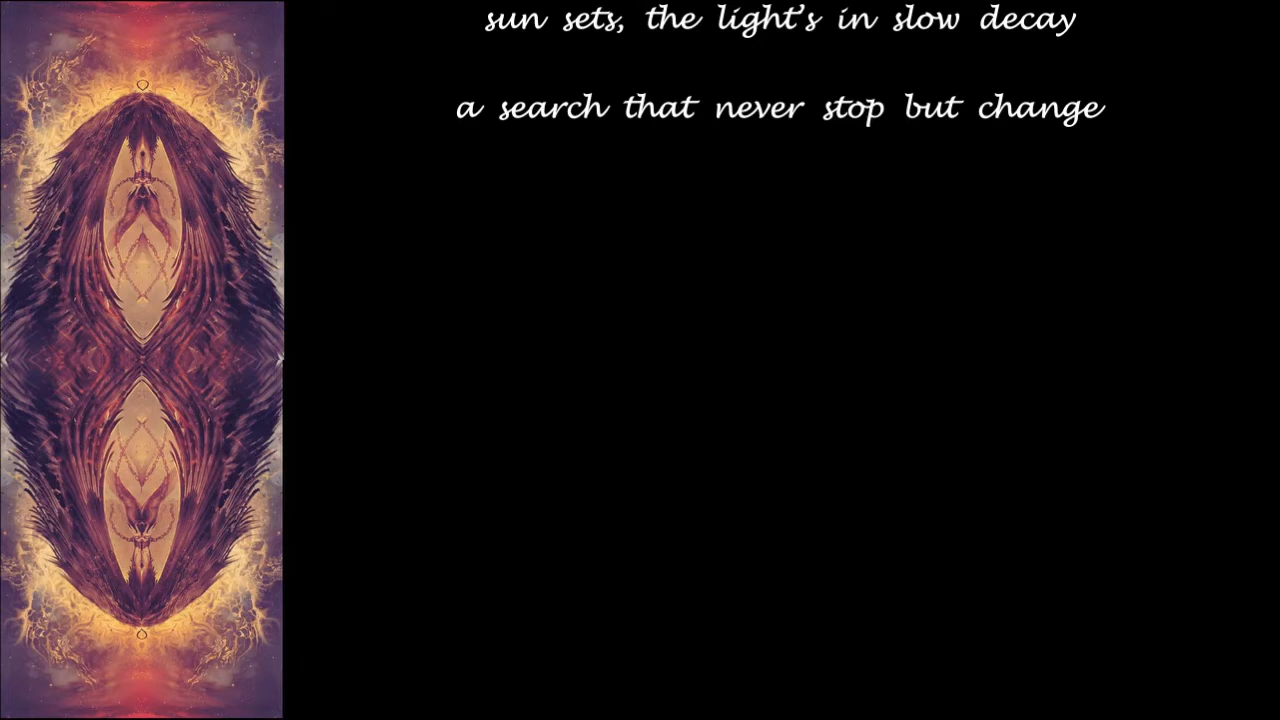 sun sets, the light's in slow decay
a search that never stop but change